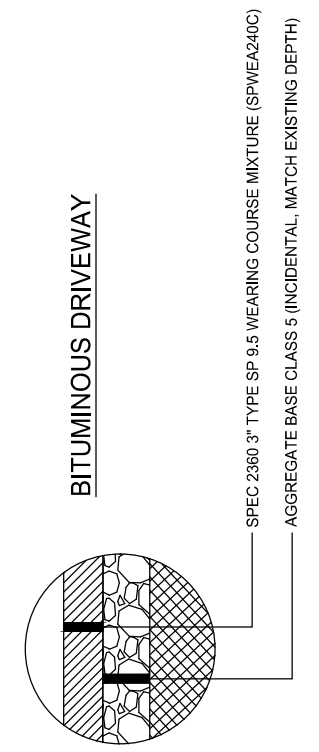 BITUMINOUS DRIVEWAY
SPEC 2360 3" TYPE SP 9.5 WEARING COURSE MIXTURE (SPWEA240C)
AGGREGATE BASE CLASS 5 (INCIDENTAL, MATCH EXISTING DEPTH)